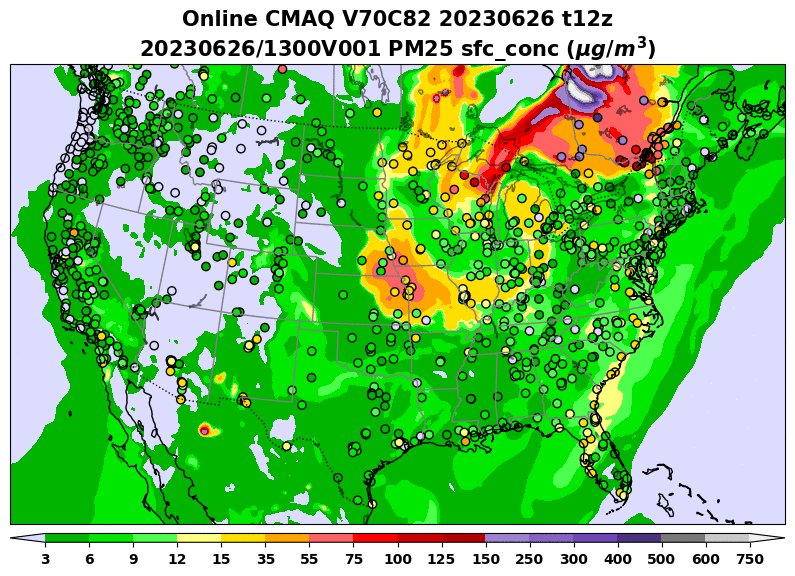 Online CMAQ V70C82 20230626 t12z
20230626/1300V001 PM25 sfc_conc (μg/m³)
3 6 9 12 15 35 55 75 100 125 150 250 300 400 500 600 750